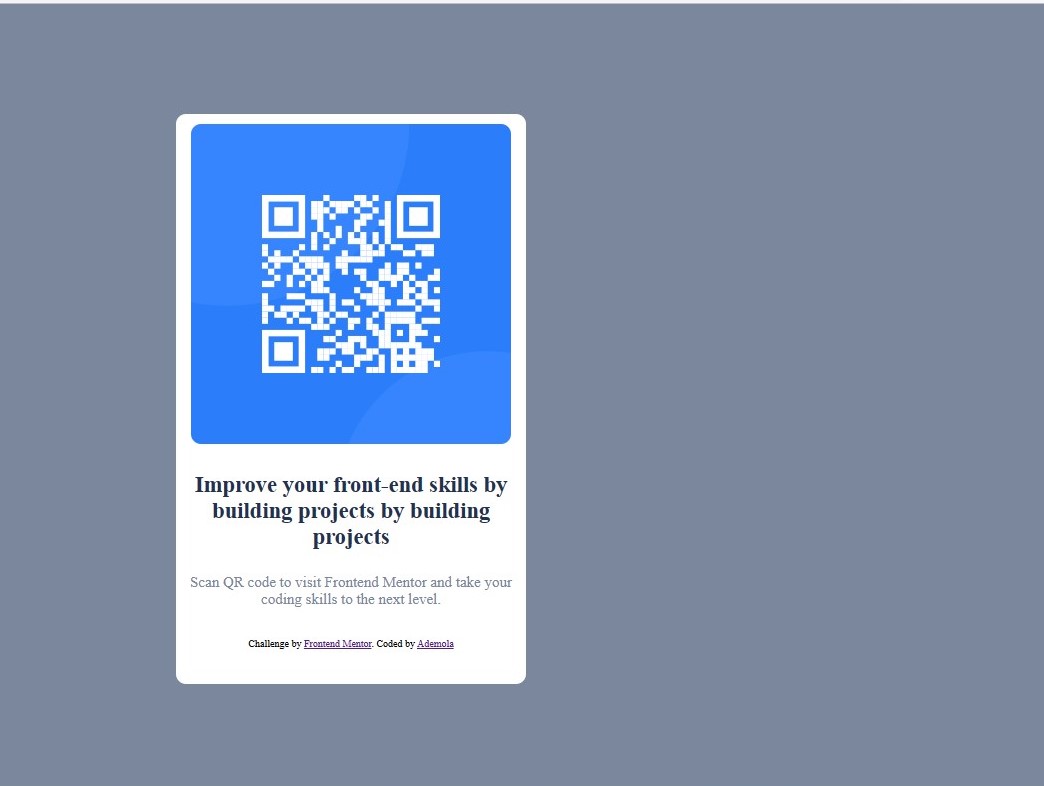 Improve your front-end skills by
building projects by building
projects
Scan QR code to visit Frontend Mentor and take your
coding skills to the next level.
Challenge by Frontend Mentor. Coded by Ademola